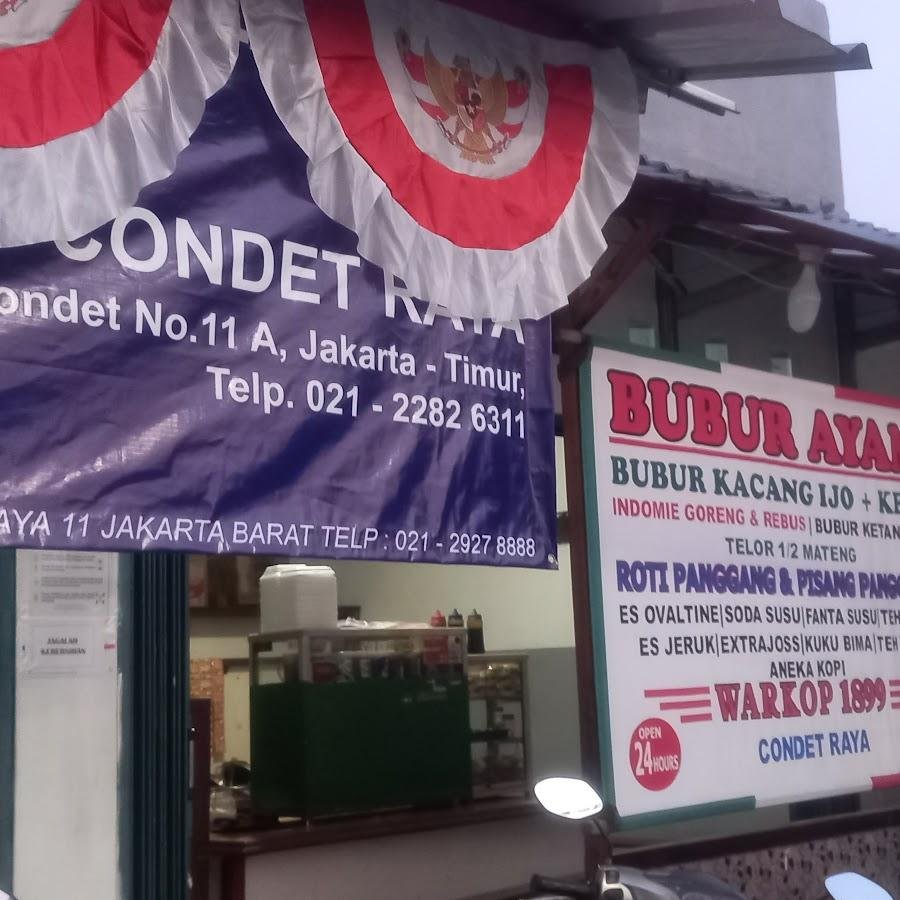 CONDET RAYA
ondet No.11 A, Jakarta - Timur,
Telp. 021 - 2282 6311
AYA 11 JAKARTA BARAT TELP : 021 - 2927 8888
JAGALAH
KEBERSIHAN
BUBUR AYAM
BUBUR KACANG IJO + KE
INDOMIE GORENG & REBUS | BUBUR KETAN
TELOR 1/2 MATENG
ROTI PANGGANG & PISANG PANGG
ES OVALTINE|SODA SUSU|FANTA SUSU|TEH
ES JERUK|EXTRAJOSS|KUKU BIMA|TEH
ANEKA KOPI
WARKOP 1899
OPEN
24 HOURS
CONDET RAYA